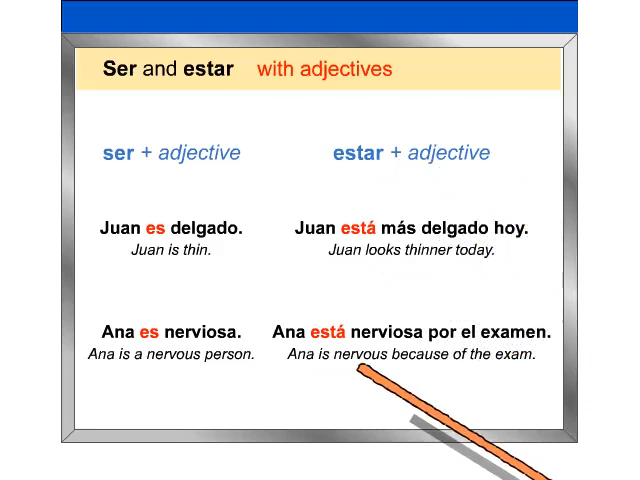 Ser and estar with adjectives
ser + adjective
estar + adjective
Juan es delgado.
Juan is thin.
Juan está más delgado hoy.
Juan looks thinner today.
Ana es nerviosa.
Ana is a nervous person.
Ana está nerviosa por el examen.
Ana is nervous because of the exam.